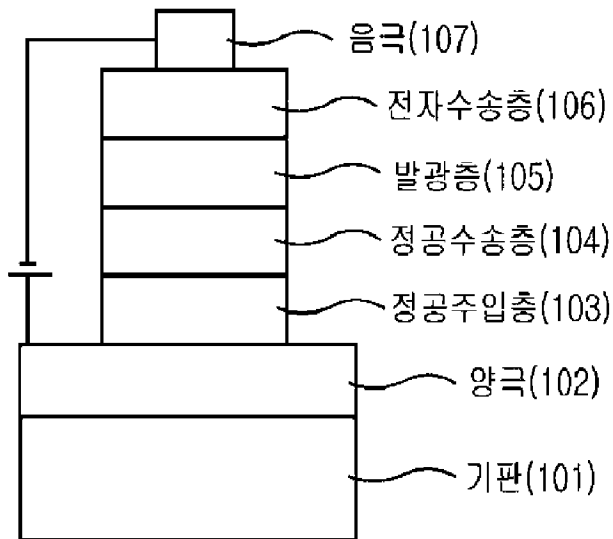 음극(107)
전자수송층(106)
발광층(105)
정공수송층(104)
정공주입층(103)
양극(102)
기판(101)